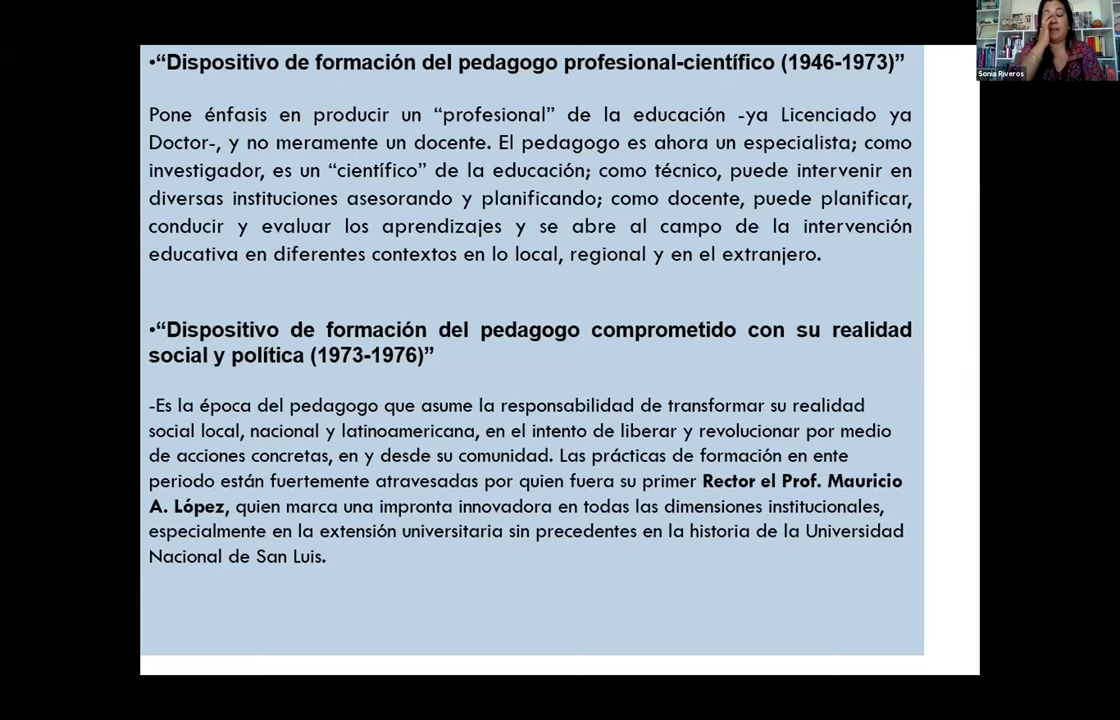 •“Dispositivo de formación del pedagogo profesional-científico (1946-1973)”
Pone énfasis en producir un “profesional” de la educación -ya Licenciado ya
Doctor-, y no meramente un docente. El pedagogo es ahora un especialista; como
investigador, es un “científico” de la educación; como técnico, puede intervenir en
diversas instituciones asesorando y planificando; como docente, puede planificar,
conducir y evaluar los aprendizajes y se abre al campo de la intervención
educativa en diferentes contextos en lo local, regional y en el extranjero.
•“Dispositivo de formación del pedagogo comprometido con su realidad
social y política (1973-1976)”
-Es la época del pedagogo que asume la responsabilidad de transformar su realidad
social local, nacional y latinoamericana, en el intento de liberar y revolucionar por medio
de acciones concretas, en y desde su comunidad. Las prácticas de formación en ente
periodo están fuertemente atravesadas por quien fuera su primer Rector el Prof. Mauricio
A. López, quien marca una impronta innovadora en todas las dimensiones institucionales,
especialmente en la extensión universitaria sin precedentes en la historia de la Universidad
Nacional de San Luis.
Sonia Riveros